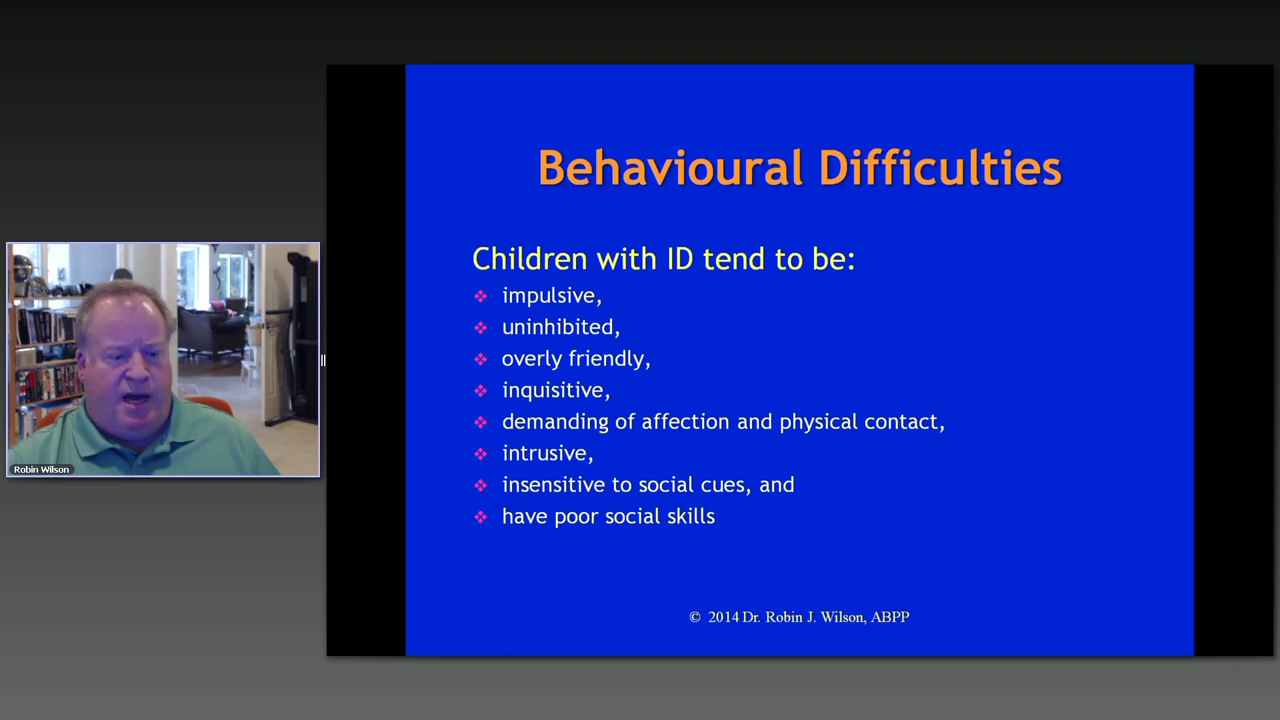 Behavioural Difficulties
Children with ID tend to be:
impulsive,
uninhibited,
overly friendly,
inquisitive,
demanding of affection and physical contact,
intrusive,
insensitive to social cues, and
have poor social skills
© 2014 Dr. Robin J. Wilson, ABPP
Robin Wilson